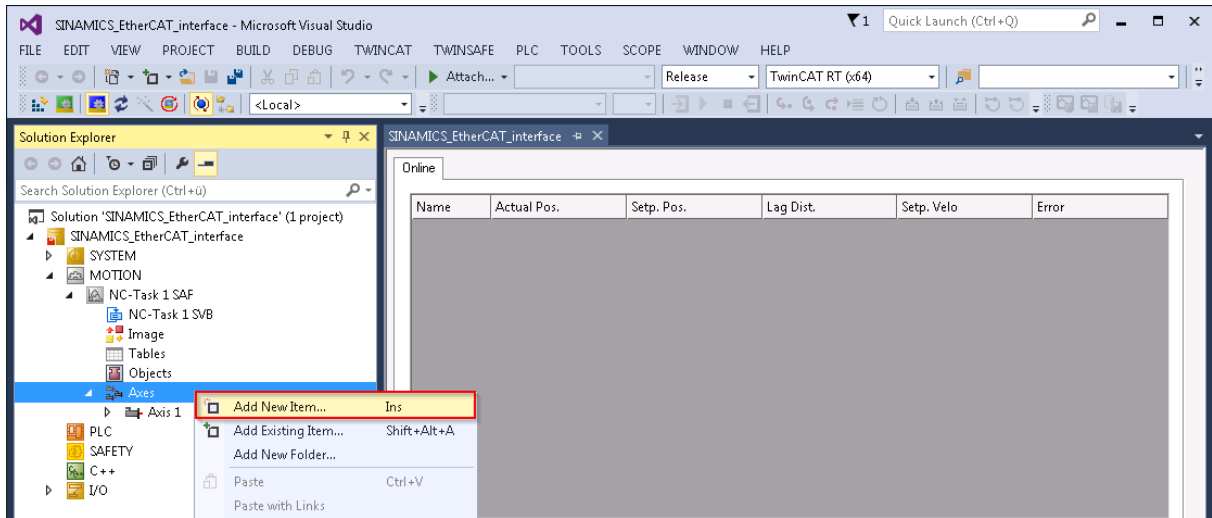 SINAMICS_EtherCAT_interface - Microsoft Visual Studio 1 Quick Launch (Ctrl+Q)
FILE EDIT VIEW PROJECT BUILD DEBUG TWINCAT TWINSAFE PLC TOOLS SCOPE WINDOW HELP
Attach... Release TwinCAT RT (x64)
<Local>
Solution Explorer
Search Solution Explorer (Ctrl+ü)
Solution 'SINAMICS_EtherCAT_interface' (1 project)
SINAMICS_EtherCAT_interface
SYSTEM
MOTION
NC-Task 1 SAF
NC-Task 1 SVB
Image
Tables
Objects
Axes
Axis 1
PLC
SAFETY
C++
I/O
Add New Item... Ins
Add Existing Item... Shift+Alt+A
Add New Folder...
Paste Ctrl+V
Paste with Links
SINAMICS_EtherCAT_interface
Online
Name Actual Pos. Setp. Pos. Lag Dist. Setp. Velo Error